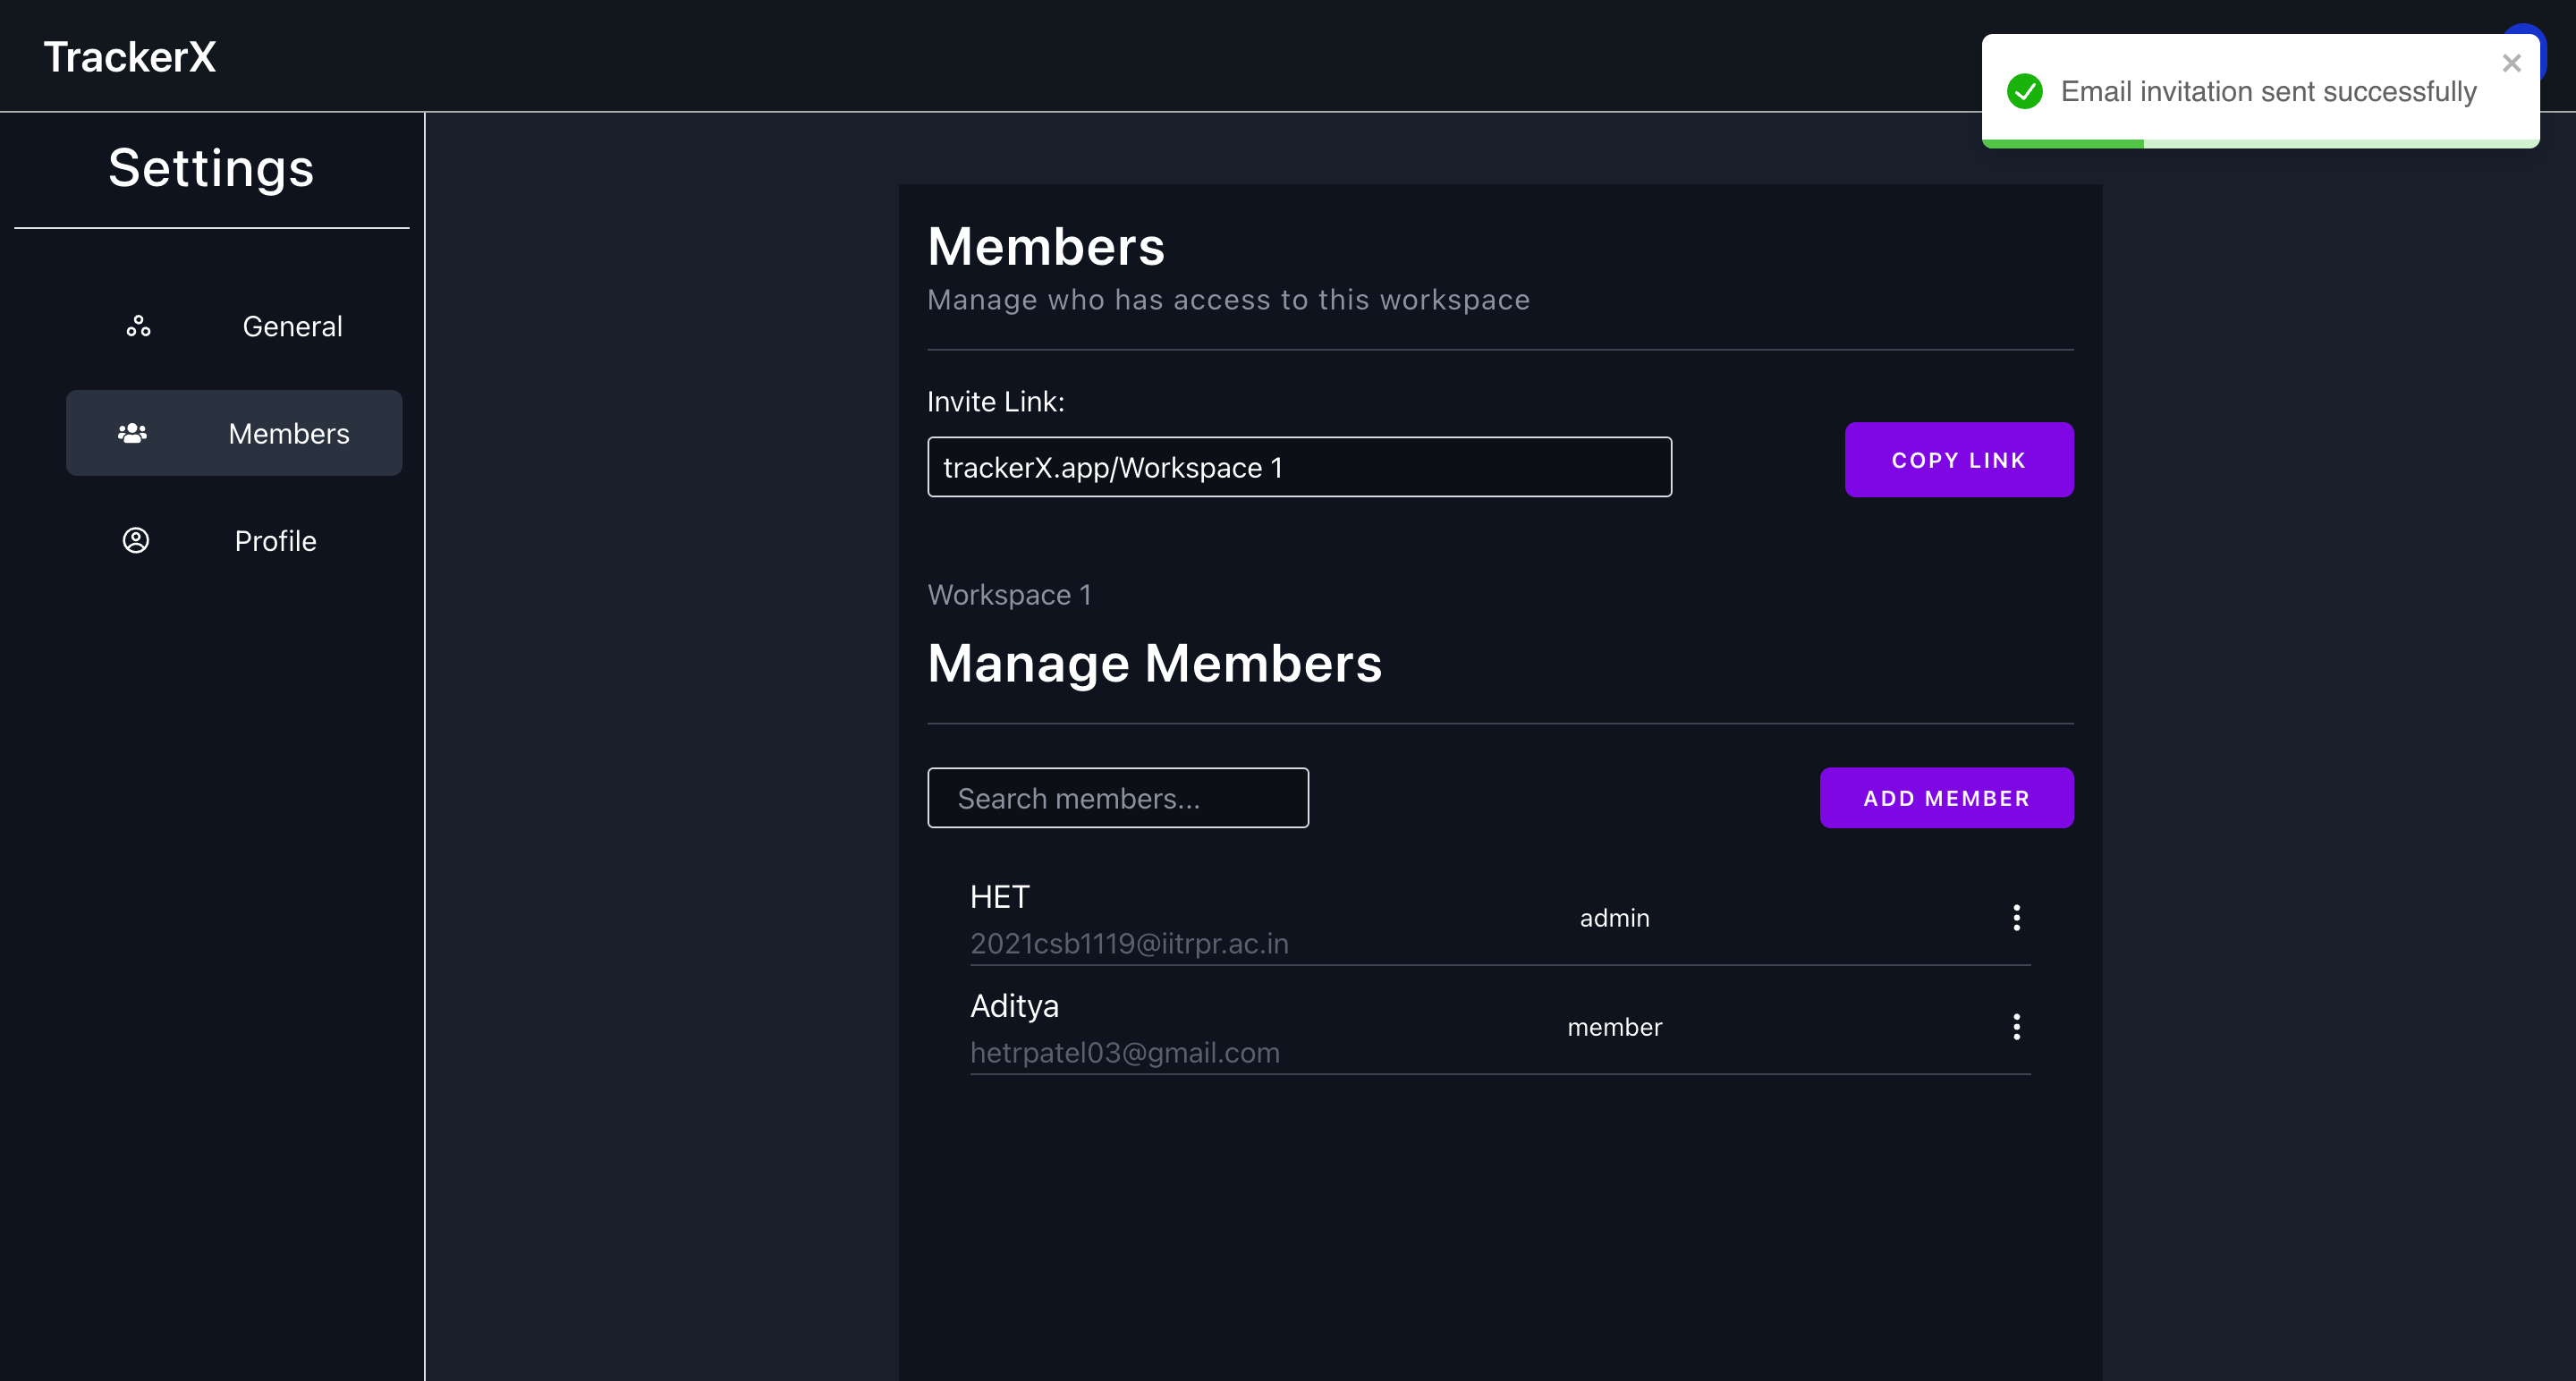 TrackerX
Email invitation sent successfully
Settings
General
Members
Profile
Members
Manage who has access to this workspace
Invite Link:
trackerX.app/Workspace 1
COPY LINK
Workspace 1
Manage Members
Search members...
ADD MEMBER
HET
2021csb1119@iitrpr.ac.in
admin
Aditya
hetrpatel03@gmail.com
member